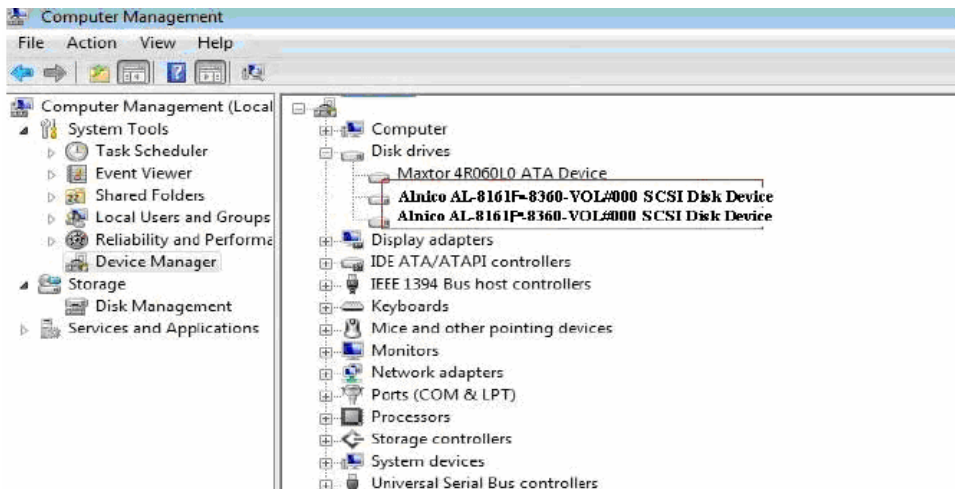 Computer Management
File Action View Help
Computer Management (Local
System Tools
Task Scheduler
Event Viewer
Shared Folders
Local Users and Groups
Reliability and Performa
Device Manager
Storage
Disk Management
Services and Applications
Computer
Disk drives
Maxtor 4R060L0 ATA Device
Alnico AL-8161F-8360-VOL#000 SCSI Disk Device
Alnico AL-8161F-8360-VOL#000 SCSI Disk Device
Display adapters
IDE ATA/ATAPI controllers
IEEE 1394 Bus host controllers
Keyboards
Mice and other pointing devices
Monitors
Network adapters
Ports (COM & LPT)
Processors
Storage controllers
System devices
Universal Serial Bus controllers